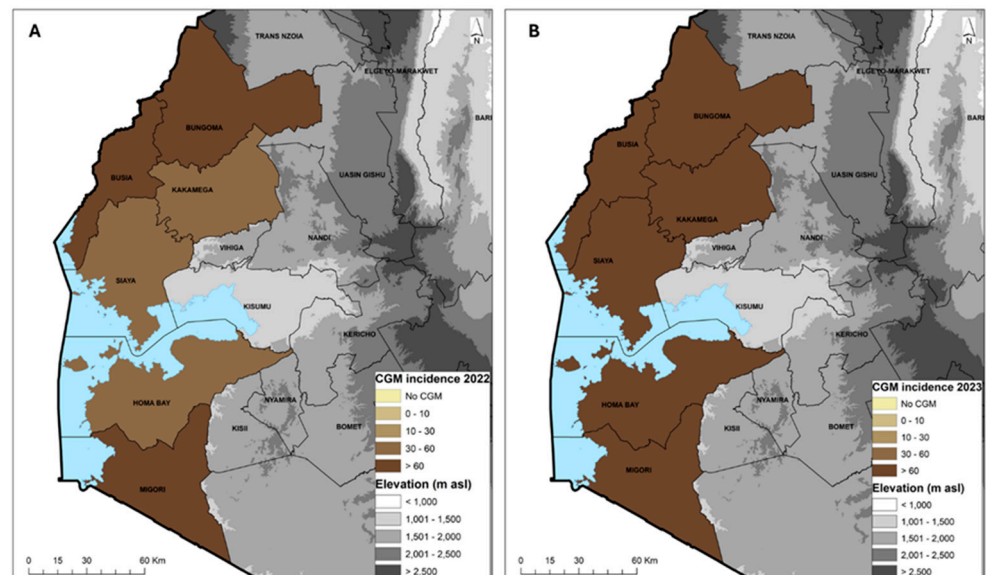 A
N
TRANS NZOIA
ELGEYO-MARAKWET
BARI
BUNGOMA
BUSIA
KAKAMEGA
UASIN GISHU
VIHIGA
NANDI
SIAYA
KISUMU
KERICHO
HOMA BAY
NYAMIRA
KISII
BOMET
MIGORI
CGM incidence 2022
No CGM
0 - 10
10 - 30
30 - 60
> 60
Elevation (m asl)
< 1,000
1,001 - 1,500
1,501 - 2,000
2,001 - 2,500
> 2,500
0 15 30 60 Km
B
N
TRANS NZOIA
ELGEYO-MARAKWET
BARI
BUNGOMA
BUSIA
UASIN GISHU
KAKAMEGA
VIHIGA
NANDI
SIAYA
KISUMU
KERICHO
HOMA BAY
NYAMIRA
KISII
BOMET
MIGORI
CGM incidence 2023
No CGM
0 - 10
10 - 30
30 - 60
> 60
Elevation (m asl)
< 1,000
1,001 - 1,500
1,501 - 2,000
2,001 - 2,500
> 2,500
0 15 30 60 Km